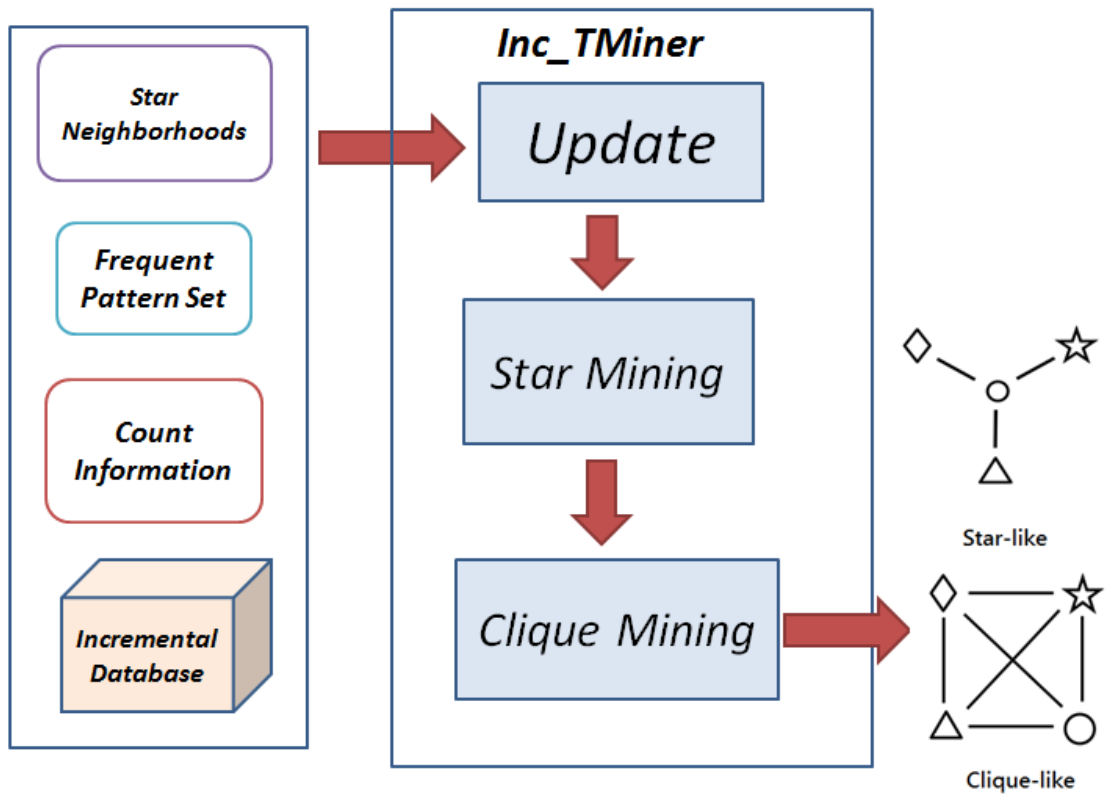 Star
Neighborhoods
Frequent
Pattern Set
Count
Information
Incremental
Database
Inc_TMiner
Update
Star Mining
Clique Mining
Star-like
Clique-like